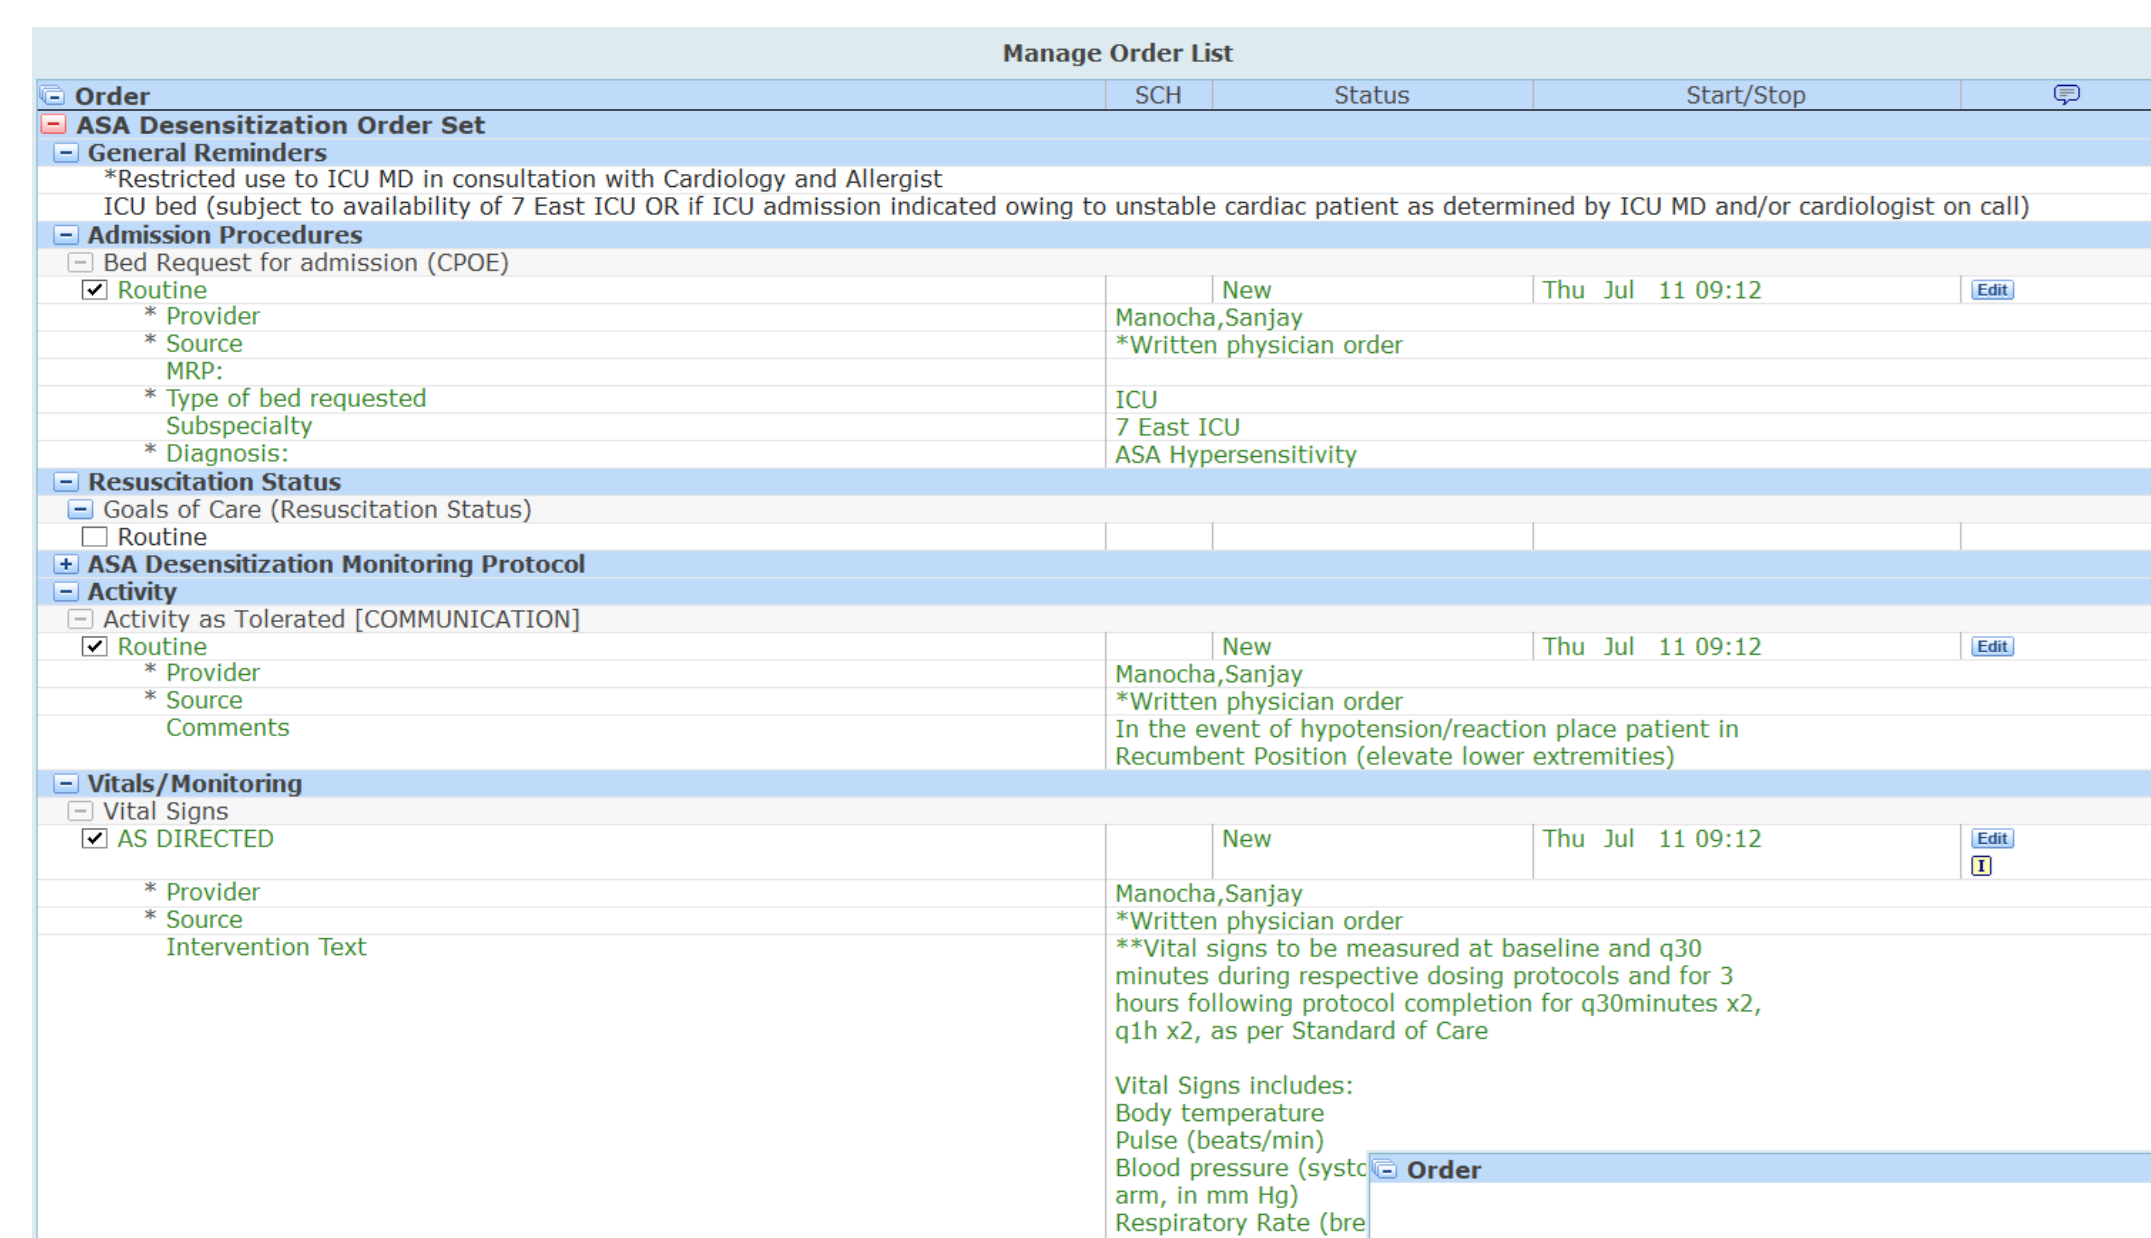 Manage Order List
Order SCH Status Start/Stop
ASA Desensitization Order Set
General Reminders
*Restricted use to ICU MD in consultation with Cardiology and Allergist
ICU bed (subject to availability of 7 East ICU OR if ICU admission indicated owing to unstable cardiac patient as determined by ICU MD and/or cardiologist on call)
Admission Procedures
Bed Request for admission (CPOE)
Routine New Thu Jul 11 09:12 Edit
* Provider Manocha,Sanjay
* Source *Written physician order
MRP:
* Type of bed requested ICU
Subspecialty 7 East ICU
* Diagnosis: ASA Hypersensitivity
Resuscitation Status
Goals of Care (Resuscitation Status)
Routine
ASA Desensitization Monitoring Protocol
Activity
Activity as Tolerated [COMMUNICATION]
Routine New Thu Jul 11 09:12 Edit
* Provider Manocha,Sanjay
* Source *Written physician order
Comments In the event of hypotension/reaction place patient in
Recumbent Position (elevate lower extremities)
Vitals/Monitoring
Vital Signs
AS DIRECTED New Thu Jul 11 09:12 Edit
I
* Provider Manocha,Sanjay
* Source *Written physician order
Intervention Text **Vital signs to be measured at baseline and q30
minutes during respective dosing protocols and for 3
hours following protocol completion for q30minutes x2,
q1h x2, as per Standard of Care
Vital Signs includes:
Body temperature
Pulse (beats/min)
Blood pressure (systo Order
arm, in mm Hg)
Respiratory Rate (bre